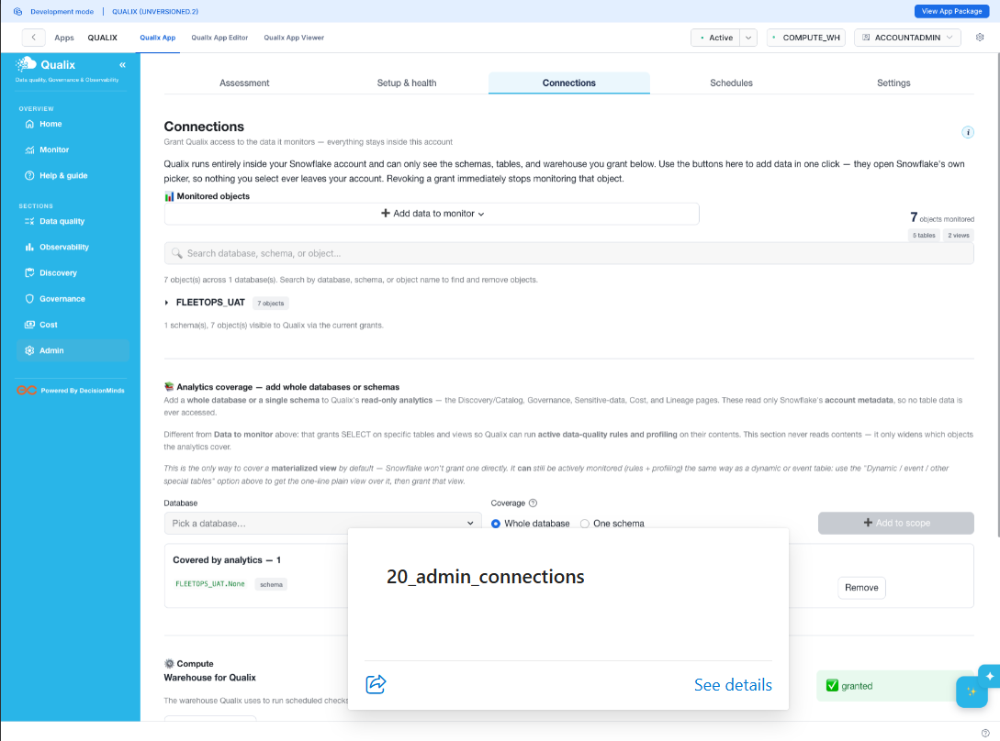 Development mode | QUALIX (UNVERSIONED.2)
View App Package
Apps QUALIX Qualix App Qualix App Editor Qualix App Viewer
Active COMPUTE_WH ACCOUNTADMIN
Qualix «
Data quality, Governance & Observability
OVERVIEW
Home
Monitor
Help & guide
SECTIONS
Data quality
Observability
Discovery
Governance
Cost
Admin
Powered By DecisionMinds
Assessment Setup & health Connections Schedules Settings
Connections
Grant Qualix access to the data it monitors — everything stays inside this account
i
Qualix runs entirely inside your Snowflake account and can only see the schemas, tables, and warehouse you grant below. Use the buttons here to add data in one click — they open Snowflake's own
picker, so nothing you select ever leaves your account. Revoking a grant immediately stops monitoring that object.
Monitored objects
+ Add data to monitor
7 objects monitored
5 tables 2 views
Search database, schema, or object...
7 object(s) across 1 database(s). Search by database, schema, or object name to find and remove objects.
FLEETOPS_UAT 7 objects
1 schema(s), 7 object(s) visible to Qualix via the current grants.
Analytics coverage — add whole databases or schemas
Add a whole database or a single schema to Qualix's read-only analytics — the Discovery/Catalog, Governance, Sensitive-data, Cost, and Lineage pages. These read only Snowflake's account metadata, so no table data is
ever accessed.
Different from Data to monitor above: that grants SELECT on specific tables and views so Qualix can run active data-quality rules and profiling on their contents. This section never reads contents — it only widens which objects
the analytics cover.
This is the only way to cover a materialized view by default — Snowflake won't grant one directly. It can still be actively monitored (rules + profiling) the same way as a dynamic or event table: use the "Dynamic / event / other
special tables" option above to get the one-line plain view over it, then grant that view.
Database Coverage ?
Pick a database... Whole database One schema + Add to scope
Covered by analytics — 1
FLEETOPS_UAT.None schema
Remove
20_admin_connections
See details
Compute
Warehouse for Qualix
The warehouse Qualix uses to run scheduled checks
granted